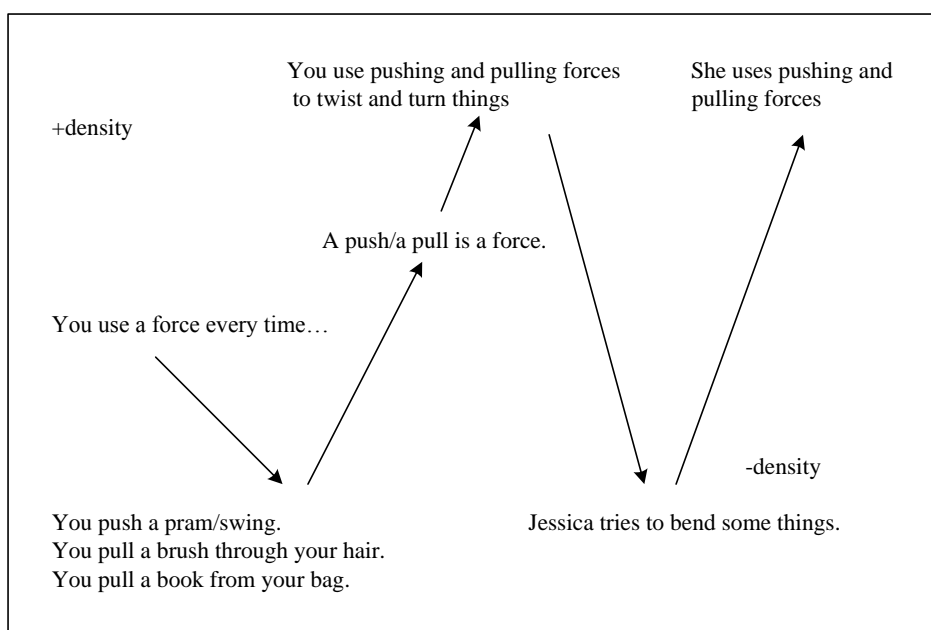 You use pushing and pulling forces
to twist and turn things
She uses pushing and
pulling forces
+density
A push/a pull is a force.
You use a force every time…
-density
You push a pram/swing.
You pull a brush through your hair.
You pull a book from your bag.
Jessica tries to bend some things.